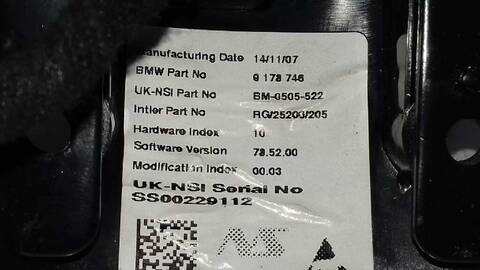 Manufacturing Date 14/11/07
BMW Part No 9 178 746
UK-NSI Part No BM-0505-522
Intier Part No RG/25200/205
Hardware Index 10
Software Version 78.52.00
Modification Index 00.03
UK-NSI Serial No
SS00229112